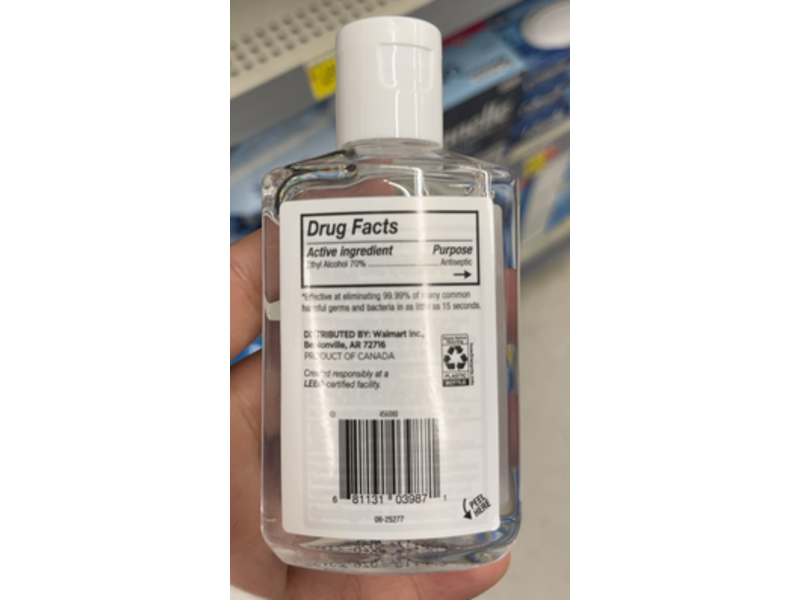 Drug Facts
Active ingredient Purpose
Ethyl Alcohol 70% Antiseptic
*Effective at eliminating 99.99% of many common
harmful germs and bacteria in as little as 15 seconds.
DISTRIBUTED BY: Walmart Inc.,
Bentonville, AR 72716
PRODUCT OF CANADA
Created responsibly at a
LEED-certified facility.
PLASTIC
BOTTLE
456080
6 81131 03987 1
06-25277
PEEL
HERE